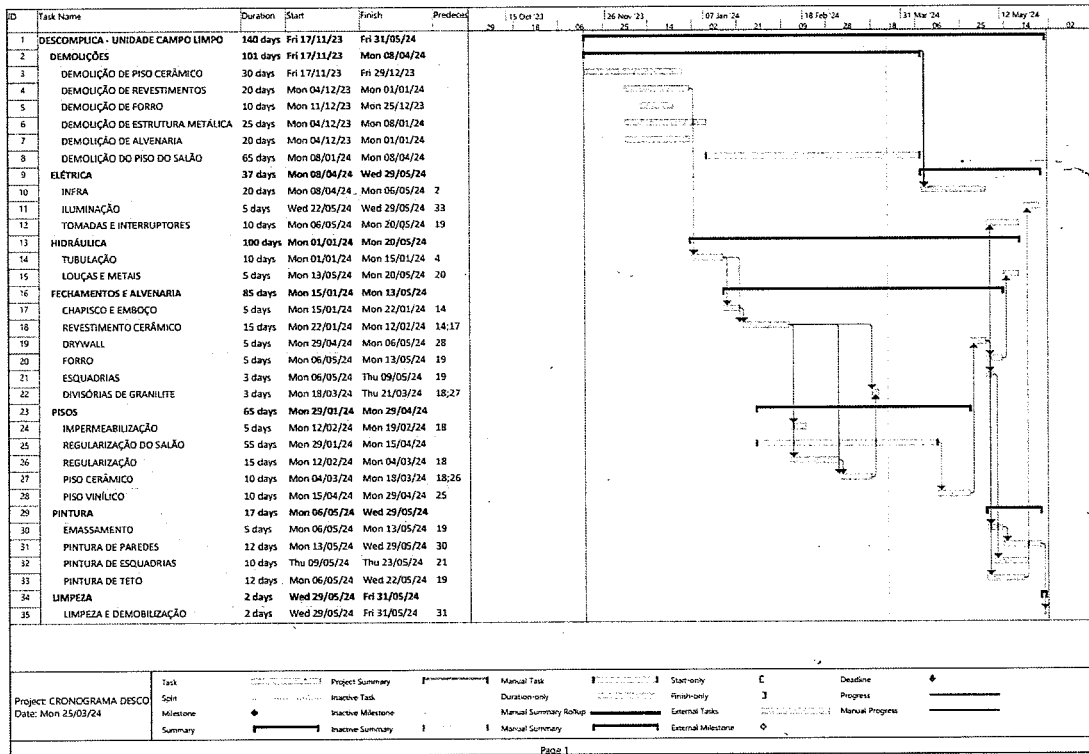 ID Task Name Duration Start Finish Predeces 15 Oct '23 26 Nov '23 07 Jan '24 18 Feb '24 31 Mar '24 12 May '24
29 18 06 25 14 02 21 09 28 17 06 25 14 02
1 DESCOMPLICA - UNIDADE CAMPO LIMPO 140 days Fri 17/11/23 Fri 31/05/24
2 DEMOLIÇÕES 101 days Fri 17/11/23 Mon 08/04/24
3 DEMOLIÇÃO DE PISO CERÂMICO 30 days Fri 17/11/23 Fri 29/12/23
4 DEMOLIÇÃO DE REVESTIMENTOS 20 days Mon 04/12/23 Mon 01/01/24
5 DEMOLIÇÃO DE FORRO 10 days Mon 11/12/23 Mon 25/12/23
6 DEMOLIÇÃO DE ESTRUTURA METÁLICA 25 days Mon 04/12/23 Mon 08/01/24
7 DEMOLIÇÃO DE ALVENARIA 20 days Mon 04/12/23 Mon 01/01/24
8 DEMOLIÇÃO DO PISO DO SALÃO 65 days Mon 08/01/24 Mon 08/04/24
9 ELÉTRICA 37 days Mon 08/04/24 Wed 29/05/24
10 INFRA 20 days Mon 08/04/24 Mon 06/05/24 2
11 ILUMINAÇÃO 5 days Wed 22/05/24 Wed 29/05/24 33
12 TOMADAS E INTERRUPTORES 10 days Mon 06/05/24 Mon 20/05/24 19
13 HIDRÁULICA 100 days Mon 01/01/24 Mon 20/05/24
14 TUBULAÇÃO 10 days Mon 01/01/24 Mon 15/01/24 4
15 LOUÇAS E METAIS 5 days Mon 13/05/24 Mon 20/05/24 20
16 FECHAMENTOS E ALVENARIA 85 days Mon 15/01/24 Mon 13/05/24
17 CHAPISCO E EMBOÇO 5 days Mon 15/01/24 Mon 22/01/24 14
18 REVESTIMENTO CERÂMICO 15 days Mon 22/01/24 Mon 12/02/24 14;17
19 DRYWALL 5 days Mon 29/04/24 Mon 06/05/24 28
20 FORRO 5 days Mon 06/05/24 Mon 13/05/24 19
21 ESQUADRIAS 3 days Mon 06/05/24 Thu 09/05/24 19
22 DIVISÓRIAS DE GRANILITE 3 days Mon 18/03/24 Thu 21/03/24 18;27
23 PISOS 65 days Mon 29/01/24 Mon 29/04/24
24 IMPERMEABILIZAÇÃO 5 days Mon 12/02/24 Mon 19/02/24 18
25 REGULARIZAÇÃO DO SALÃO 55 days Mon 29/01/24 Mon 15/04/24
26 REGULARIZAÇÃO 15 days Mon 12/02/24 Mon 04/03/24 18
27 PISO CERÂMICO 10 days Mon 04/03/24 Mon 18/03/24 18;26
28 PISO VINÍLICO 10 days Mon 15/04/24 Mon 29/04/24 25
29 PINTURA 17 days Mon 06/05/24 Wed 29/05/24
30 EMASSAMENTO 5 days Mon 06/05/24 Mon 13/05/24 19
31 PINTURA DE PAREDES 12 days Mon 13/05/24 Wed 29/05/24 30
32 PINTURA DE ESQUADRIAS 10 days Thu 09/05/24 Thu 23/05/24 21
33 PINTURA DE TETO 12 days Mon 06/05/24 Wed 22/05/24 19
34 LIMPEZA 2 days Wed 29/05/24 Fri 31/05/24
35 LIMPEZA E DEMOBILIZAÇÃO 2 days Wed 29/05/24 Fri 31/05/24 31
Project: CRONOGRAMA DESCO
Date: Mon 25/03/24
Task Project Summary Manual Task Start-only Deadline
Split Inactive Task Duration-only Finish-only Progress
Milestone Inactive Milestone Manual Summary Rollup External Tasks Manual Progress
Summary Inactive Summary Manual Summary External Milestone
Page 1